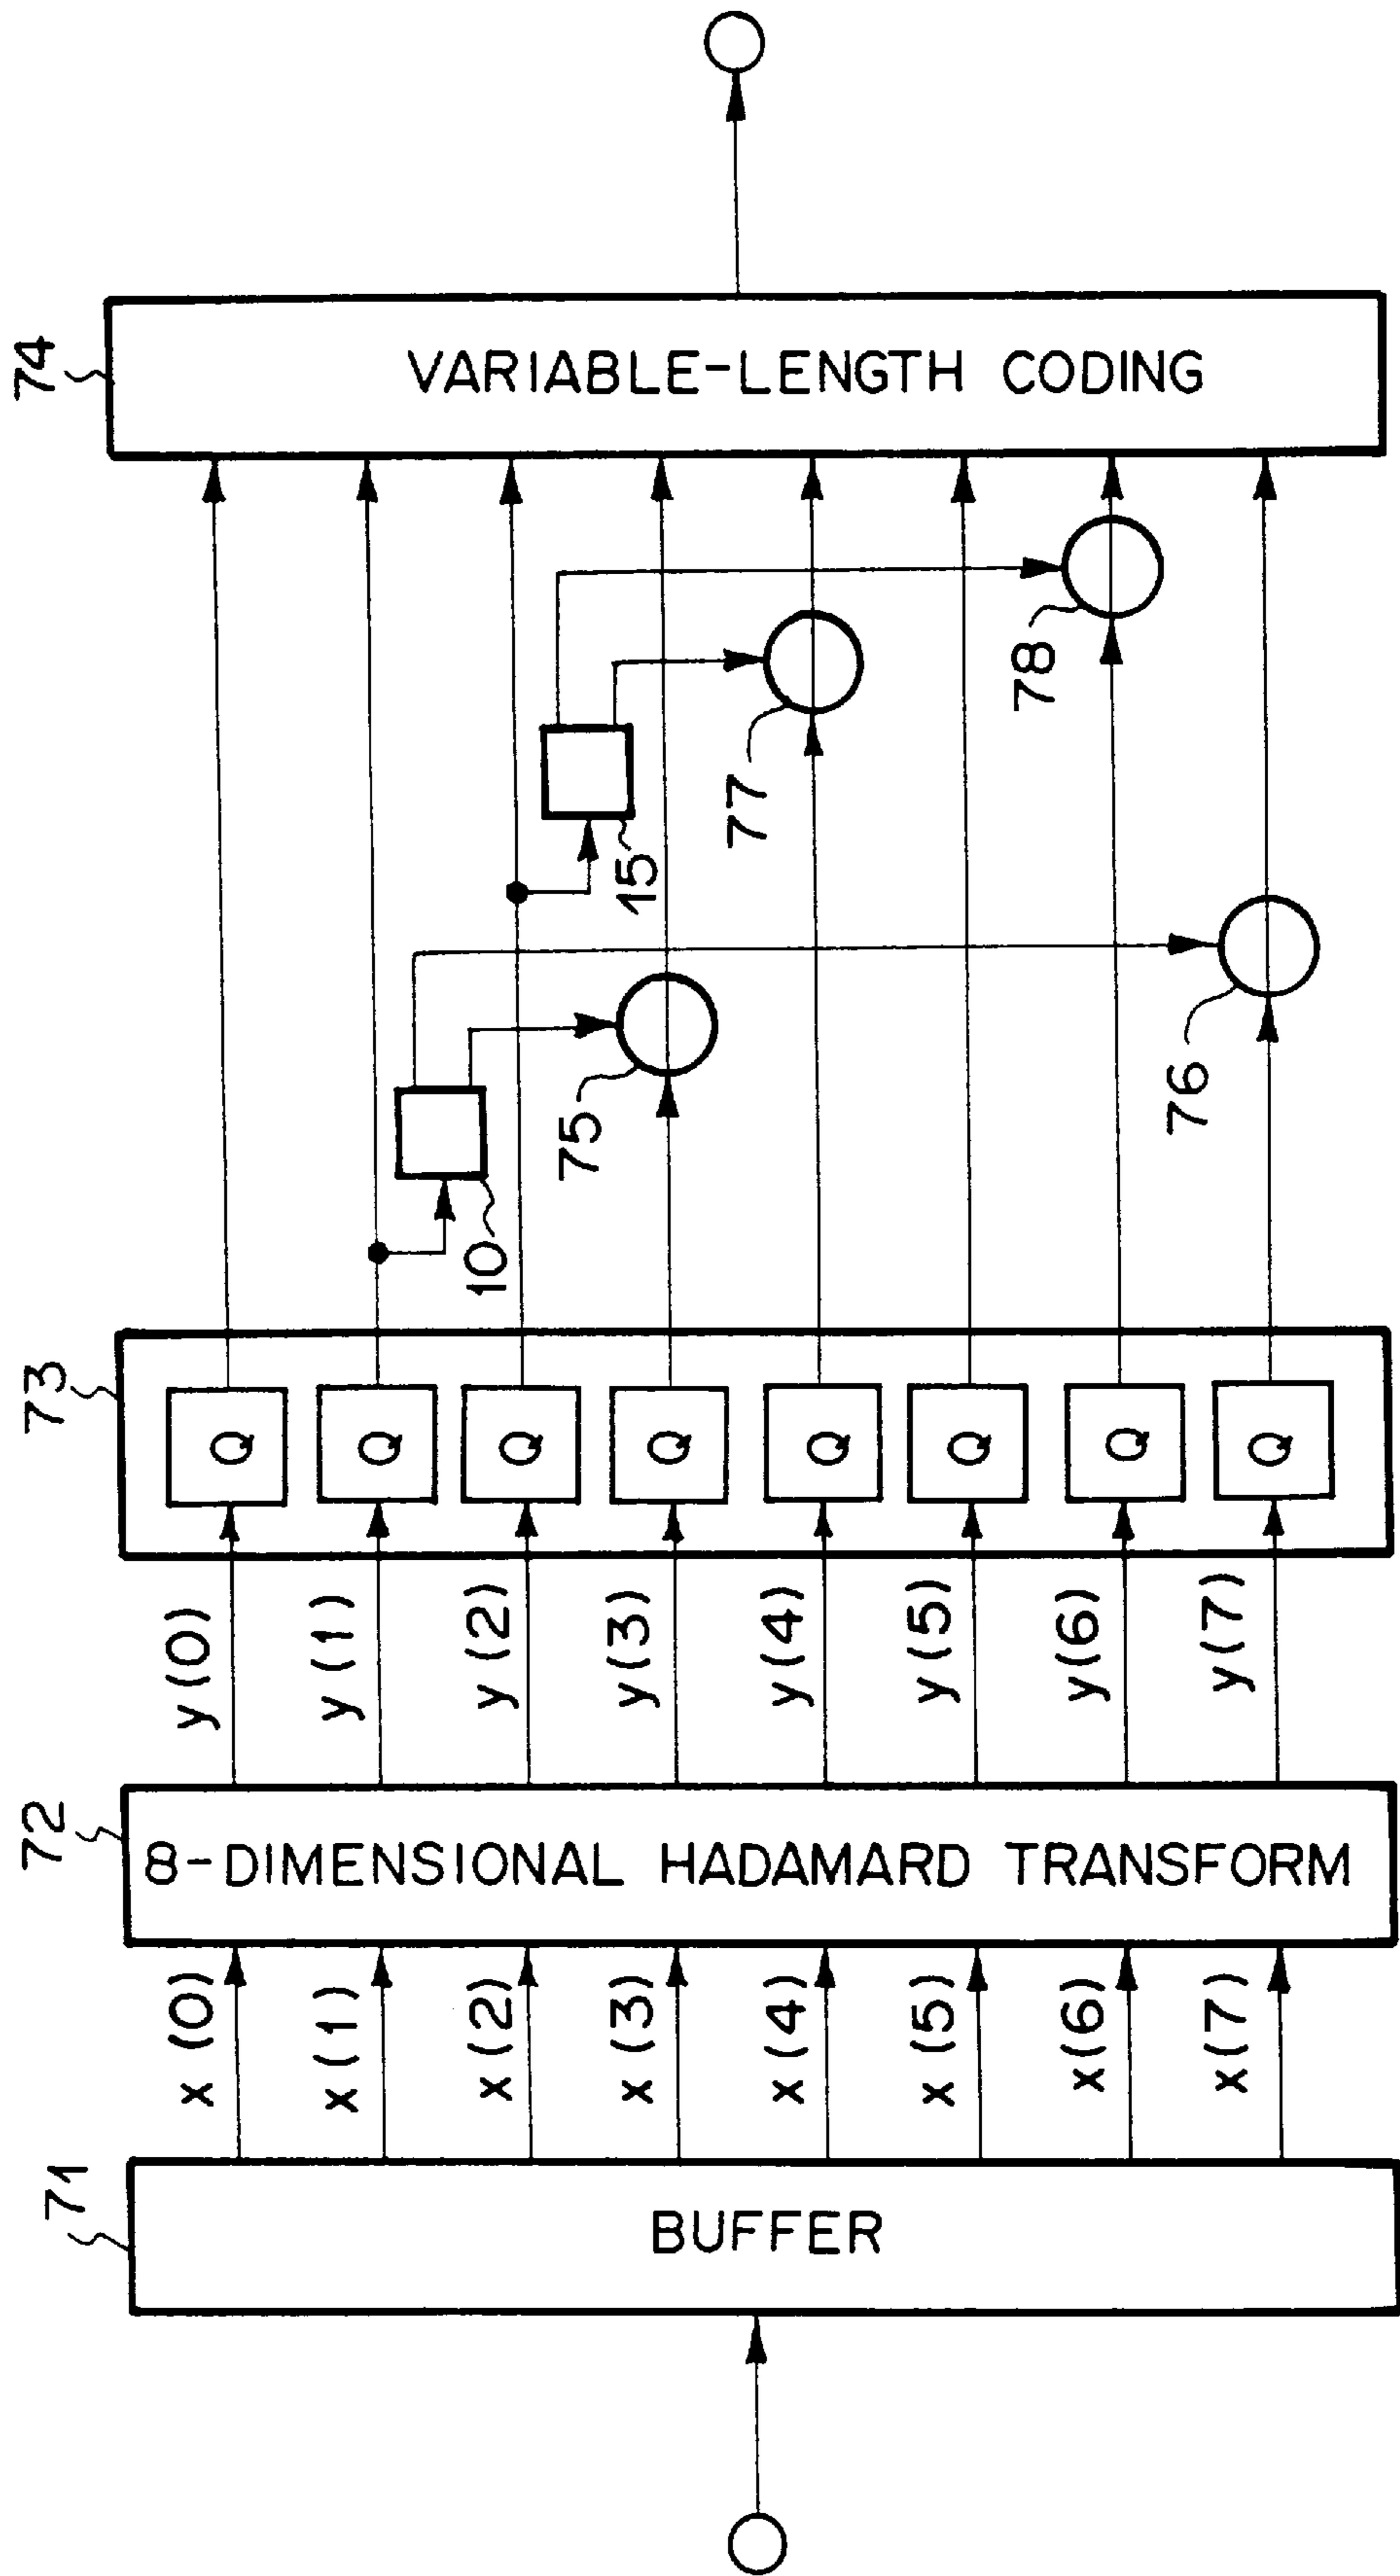 71
72
73
74
BUFFER
x (0)
x (1)
x (2)
x (3)
x (4)
x (5)
x(6)
x(7)
8-DIMENSIONAL HADAMARD TRANSFORM
y (0)
y (1)
y (2)
y(3)
y(4)
y(5)
y(6)
y(7)
Q
Q
Q
Q
Q
Q
Q
Q
10
75
76
15
77
78
VARIABLE-LENGTH CODING